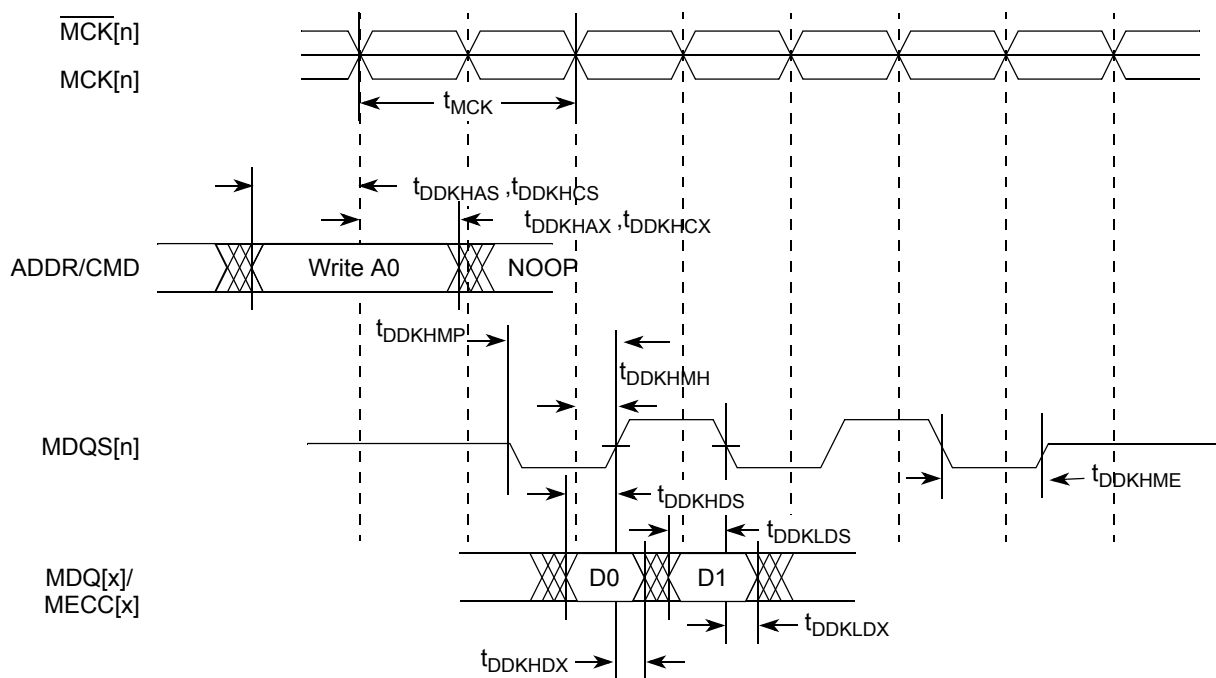 MCK[n]
MCK[n]
tMCK
tDDKHAS ,tDDKHCS
tDDKHAX ,tDDKHCX
ADDR/CMD
Write A0
NOOP
tDDKHMP
tDDKHMH
MDQS[n]
tDDKHME
tDDKHDS
tDDKLDS
MDQ[x]/
MECC[x]
D0
D1
tDDKLDX
tDDKHDX